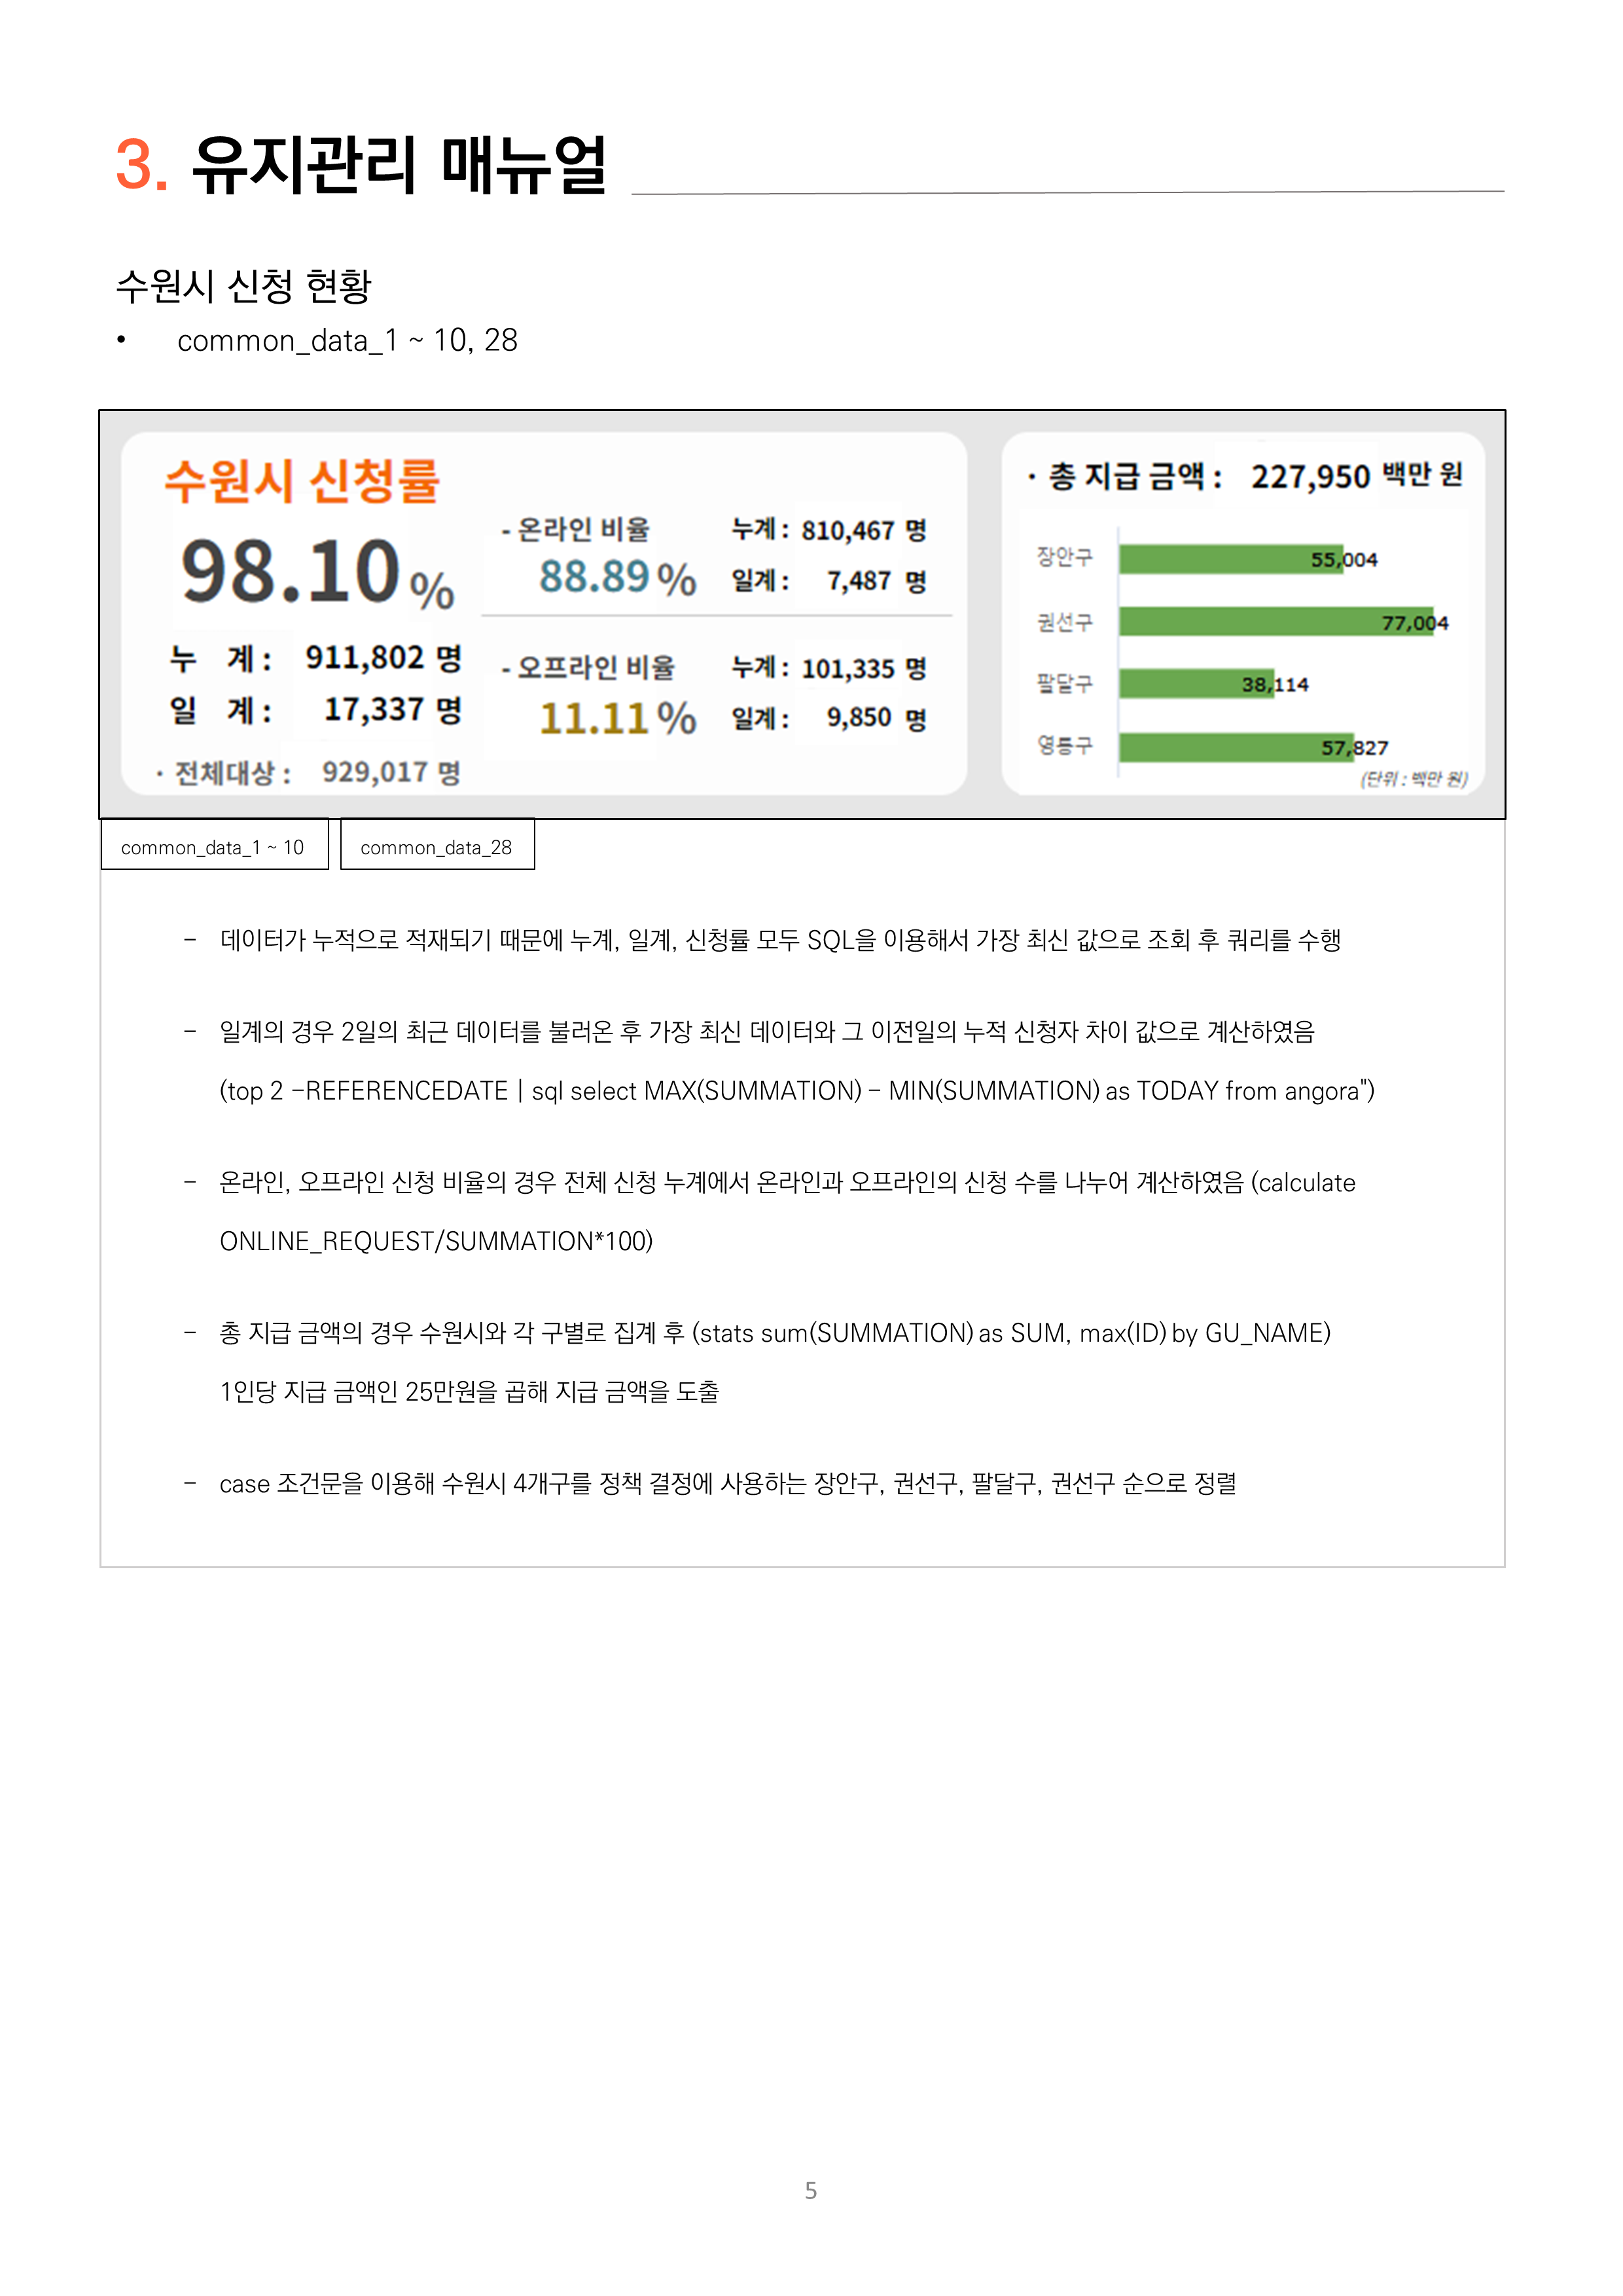 3. 유지관리 매뉴얼
수원시 신청 현황
• common_data_1 ~ 10, 28
수원시 신청률
98.10 %
누 계 : 911,802 명
일 계 : 17,337 명
· 전체대상 : 929,017 명
- 온라인 비율
88.89 %
누계 : 810,467 명
일계 : 7,487 명
- 오프라인 비율
11.11 %
누계 : 101,335 명
일계 : 9,850 명
· 총 지급 금액 : 227,950 백만 원
장안구 55,004
권선구 77,004
팔달구 38,114
영통구 57,827
(단위 : 백만 원)
common_data_1 ~ 10
common_data_28
- 데이터가 누적으로 적재되기 때문에 누계, 일계, 신청률 모두 SQL을 이용해서 가장 최신 값으로 조회 후 쿼리를 수행
- 일계의 경우 2일의 최근 데이터를 불러온 후 가장 최신 데이터와 그 이전일의 누적 신청자 차이 값으로 계산하였음
(top 2 -REFERENCEDATE | sql select MAX(SUMMATION) - MIN(SUMMATION) as TODAY from angora")
- 온라인, 오프라인 신청 비율의 경우 전체 신청 누계에서 온라인과 오프라인의 신청 수를 나누어 계산하였음 (calculate
ONLINE_REQUEST/SUMMATION*100)
- 총 지급 금액의 경우 수원시와 각 구별로 집계 후 (stats sum(SUMMATION) as SUM, max(ID) by GU_NAME)
1인당 지급 금액인 25만원을 곱해 지급 금액을 도출
- case 조건문을 이용해 수원시 4개구를 정책 결정에 사용하는 장안구, 권선구, 팔달구, 권선구 순으로 정렬
5